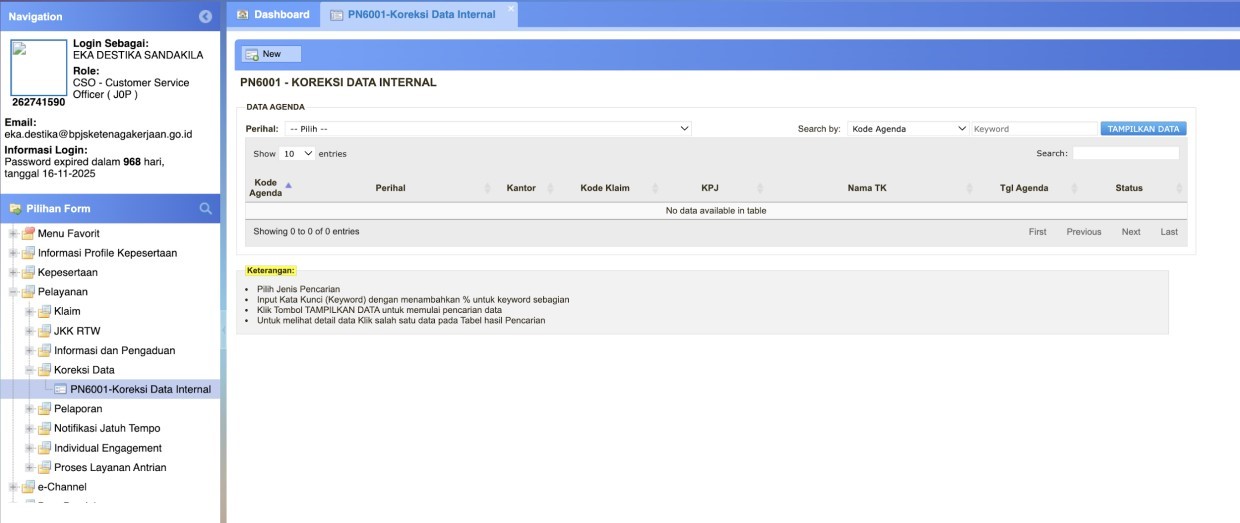 Navigation
Login Sebagai:
EKA DESTIKA SANDAKILA
Role:
CSO - Customer Service
Officer ( J0P )
262741590
Email:
eka.destika@bpjsketenagakerjaan.go.id
Informasi Login:
Password expired dalam 968 hari,
tanggal 16-11-2025
Pilihan Form
Menu Favorit
Informasi Profile Kepesertaan
Kepesertaan
Pelayanan
Klaim
JKK RTW
Informasi dan Pengaduan
Koreksi Data
PN6001-Koreksi Data Internal
Pelaporan
Notifikasi Jatuh Tempo
Individual Engagement
Proses Layanan Antrian
e-Channel
Dashboard
PN6001-Koreksi Data Internal
New
PN6001 - KOREKSI DATA INTERNAL
DATA AGENDA
Perihal: -- Pilih -- Search by: Kode Agenda Keyword TAMPILKAN DATA
Show 10 entries Search:
Kode Agenda Perihal Kantor Kode Klaim KPJ Nama TK Tgl Agenda Status
No data available in table
Showing 0 to 0 of 0 entries First Previous Next Last
Keterangan:
• Pilih Jenis Pencarian
• Input Kata Kunci (Keyword) dengan menambahkan % untuk keyword sebagian
• Klik Tombol TAMPILKAN DATA untuk memulai pencarian data
• Untuk melihat detail data Klik salah satu data pada Tabel hasil Pencarian